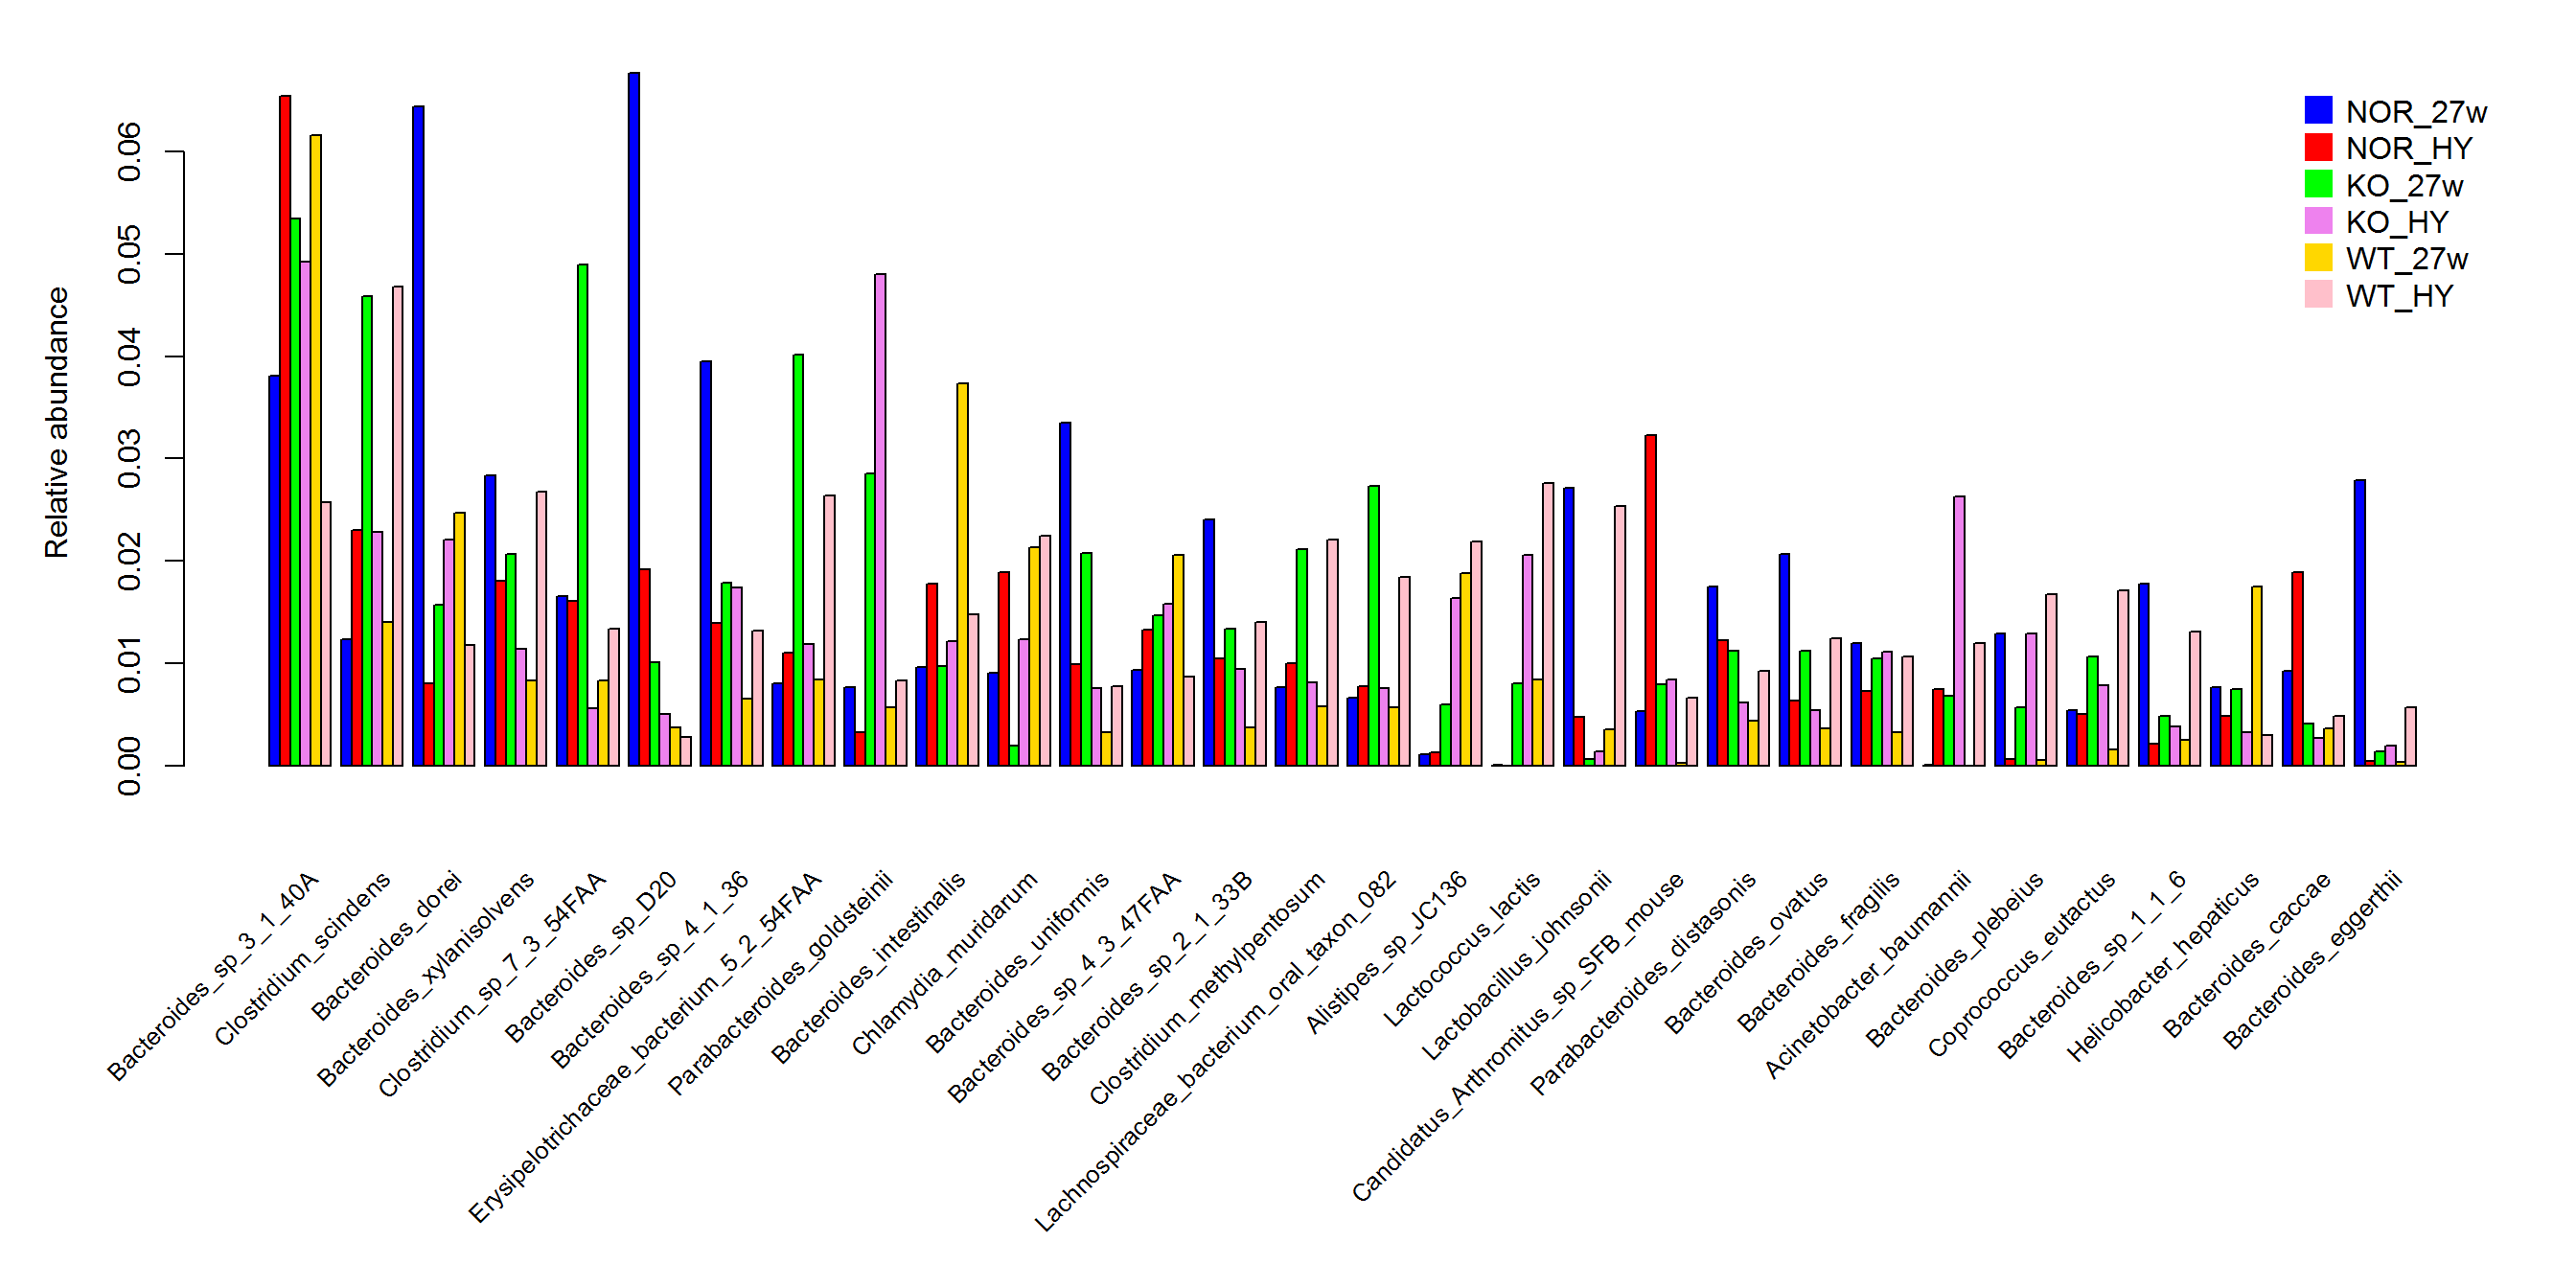 Relative abundance
0.06
0.05
0.04
0.03
0.02
0.01
0.00
NOR_27w
NOR_HY
KO_27w
KO_HY
WT_27w
WT_HY
Bacteroides_sp_3_1_40A
Clostridium_scindens
Bacteroides_dorei
Bacteroides_xylanisolvens
Clostridium_sp_7_3_54FAA
Bacteroides_sp_D20
Bacteroides_sp_4_1_36
Erysipelotrichaceae_bacterium_5_2_54FAA
Parabacteroides_goldsteinii
Bacteroides_intestinalis
Chlamydia_muridarum
Bacteroides_uniformis
Bacteroides_sp_4_3_47FAA
Bacteroides_sp_2_1_33B
Clostridium_methylpentosum
Lachnospiraceae_bacterium_oral_taxon_082
Alistipes_sp_JC136
Lactococcus_lactis
Lactobacillus_johnsonii
Candidatus_Arthromitus_sp_SFB_mouse
Parabacteroides_distasonis
Bacteroides_ovatus
Bacteroides_fragilis
Acinetobacter_baumannii
Bacteroides_plebeius
Coprococcus_eutactus
Bacteroides_sp_1_1_6
Helicobacter_hepaticus
Bacteroides_caccae
Bacteroides_eggerthii